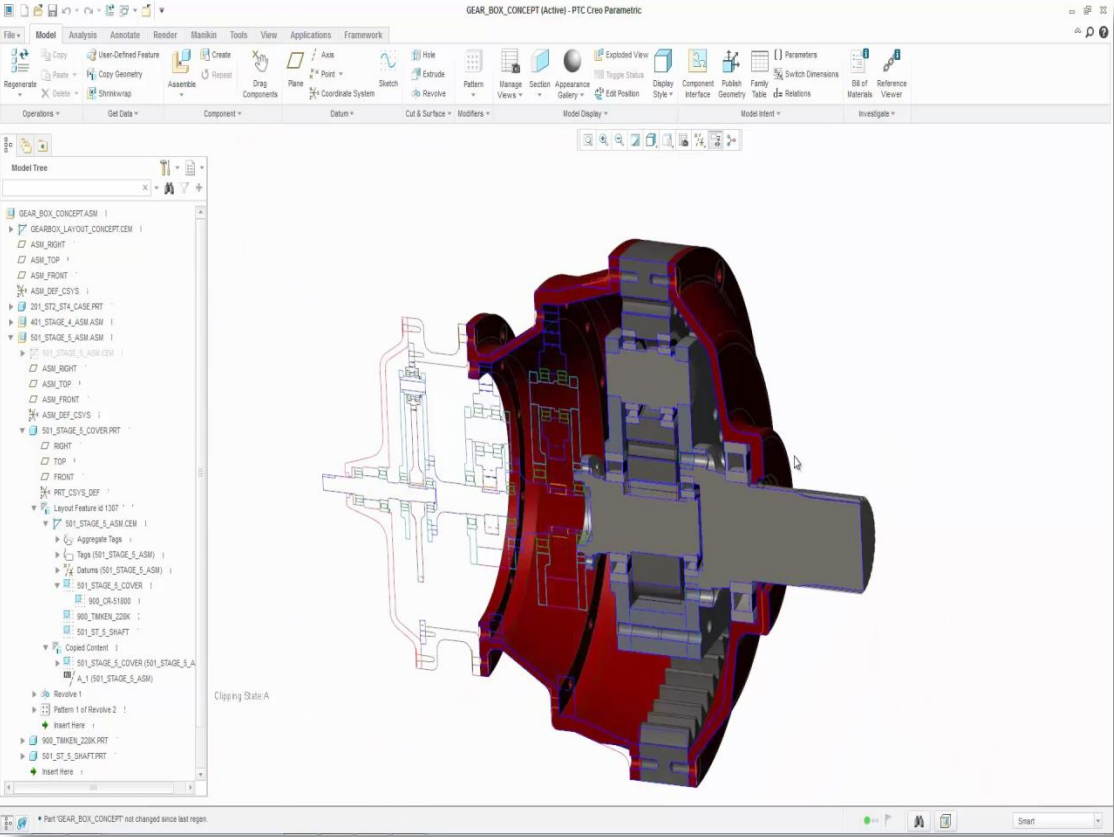 GEAR_BOX_CONCEPT (Active) - PTC Creo Parametric
File Model Analysis Annotate Render Manikin Tools View Applications Framework
Regenerate Copy Paste Delete
User-Defined Feature Copy Geometry Shrinkwrap
Assemble Create Repeat
Drag Components
Plane Axis Point Coordinate System Sketch
Hole Extrude Revolve
Pattern
Manage Views Section Appearance Gallery Exploded View Toggle Status Edit Position Display Style
Component Interface Publish Geometry Family Table Parameters Switch Dimensions d= Relations
Bill of Materials Reference Viewer
Operations Get Data Component Datum Cut & Surface Modifiers Model Display Model Intent Investigate
Model Tree
GEAR_BOX_CONCEPT.ASM
GEARBOX_LAYOUT_CONCEPT.CEM
ASM_RIGHT
ASM_TOP
ASM_FRONT
ASM_DEF_CSYS
201_ST2_ST4_CASE.PRT
401_STAGE_4_ASM.ASM
501_STAGE_5_ASM.ASM
501_STAGE_5_ASM.CEM
ASM_RIGHT
ASM_TOP
ASM_FRONT
ASM_DEF_CSYS
501_STAGE_5_COVER.PRT
RIGHT
TOP
FRONT
PRT_CSYS_DEF
Layout Feature id 1307
501_STAGE_5_ASM.CEM
Aggregate Tags
Tags (501_STAGE_5_ASM)
Datums (501_STAGE_5_ASM)
501_STAGE_5_COVER
900_CR-51800
900_TIMKEN_228K
501_ST_5_SHAFT
Copied Content
501_STAGE_5_COVER (501_STAGE_5_A
A_1 (501_STAGE_5_ASM)
Revolve 1
Pattern 1 of Revolve 2
Insert Here
900_TIMKEN_228K.PRT
501_ST_5_SHAFT.PRT
Insert Here
Clipping State:A
• Part 'GEAR_BOX_CONCEPT' not changed since last regen.
Smart